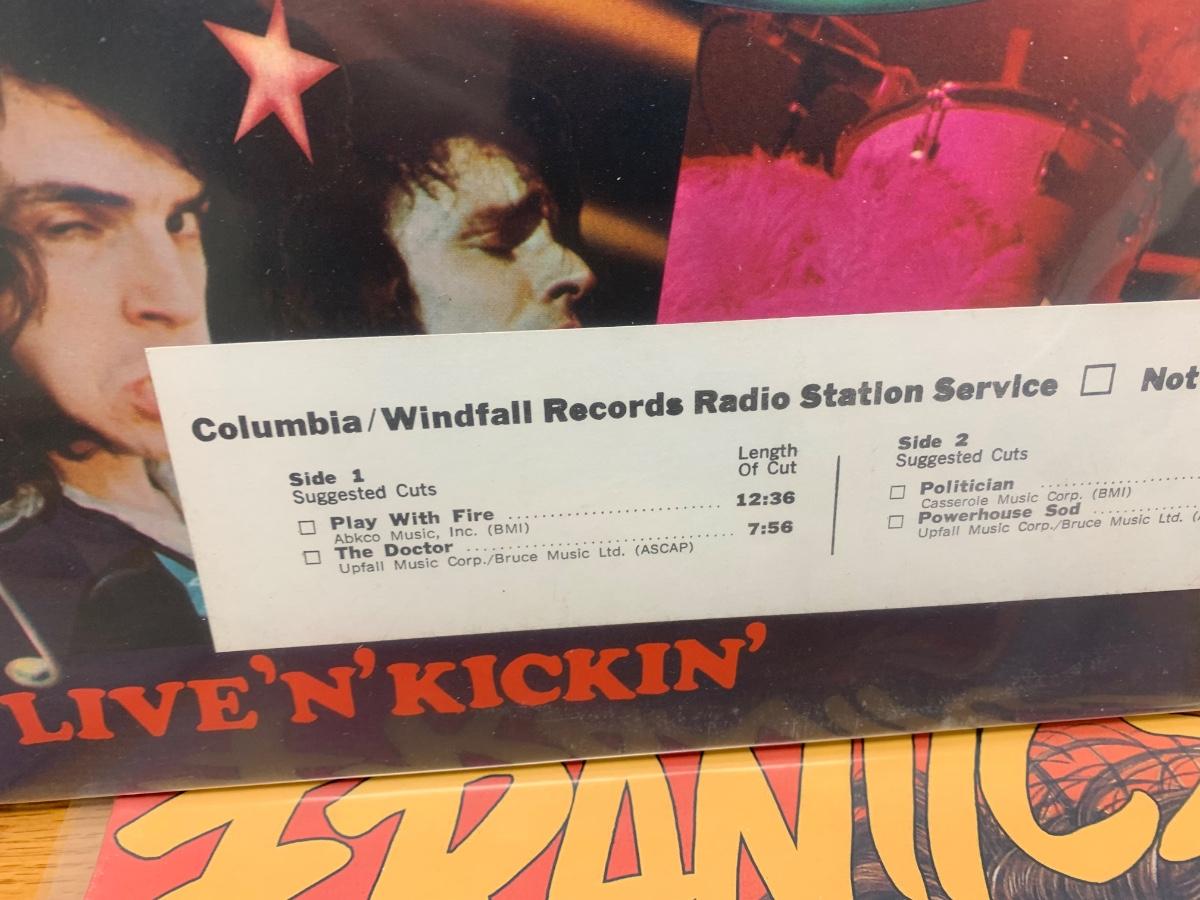 Columbia/Windfall Records Radio Station Service □ Not
Side 1
Suggested Cuts
Length
Of Cut
□ Play With Fire ........................ 12:36
Abkco Music, Inc. (BMI)
□ The Doctor ............................ 7:56
Upfall Music Corp./Bruce Music Ltd. (ASCAP)
Side 2
Suggested Cuts
□ Politician ....................
Casserole Music Corp. (BMI)
□ Powerhouse Sod ............
Upfall Music Corp./Bruce Music Ltd. (
LIVE 'N' KICKIN'